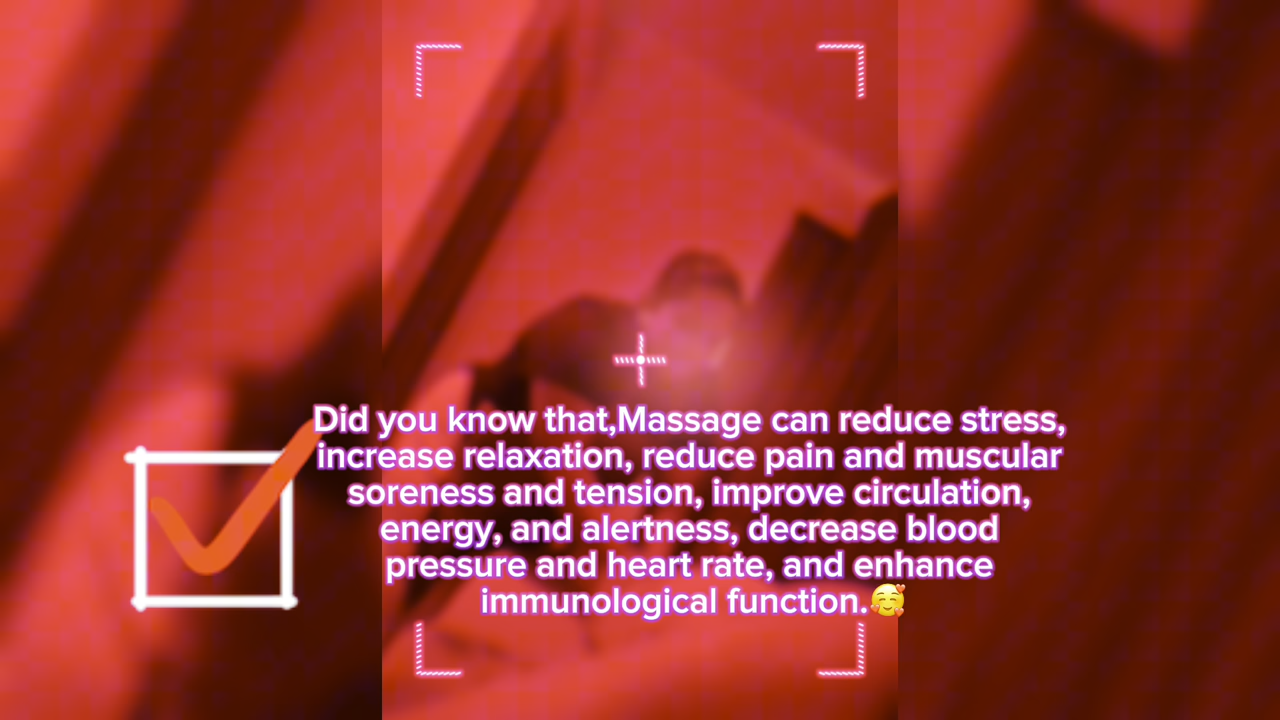 Did you know that,Massage can reduce stress,
increase relaxation, reduce pain and muscular
soreness and tension, improve circulation,
energy, and alertness, decrease blood
pressure and heart rate, and enhance
immunological function.🥰